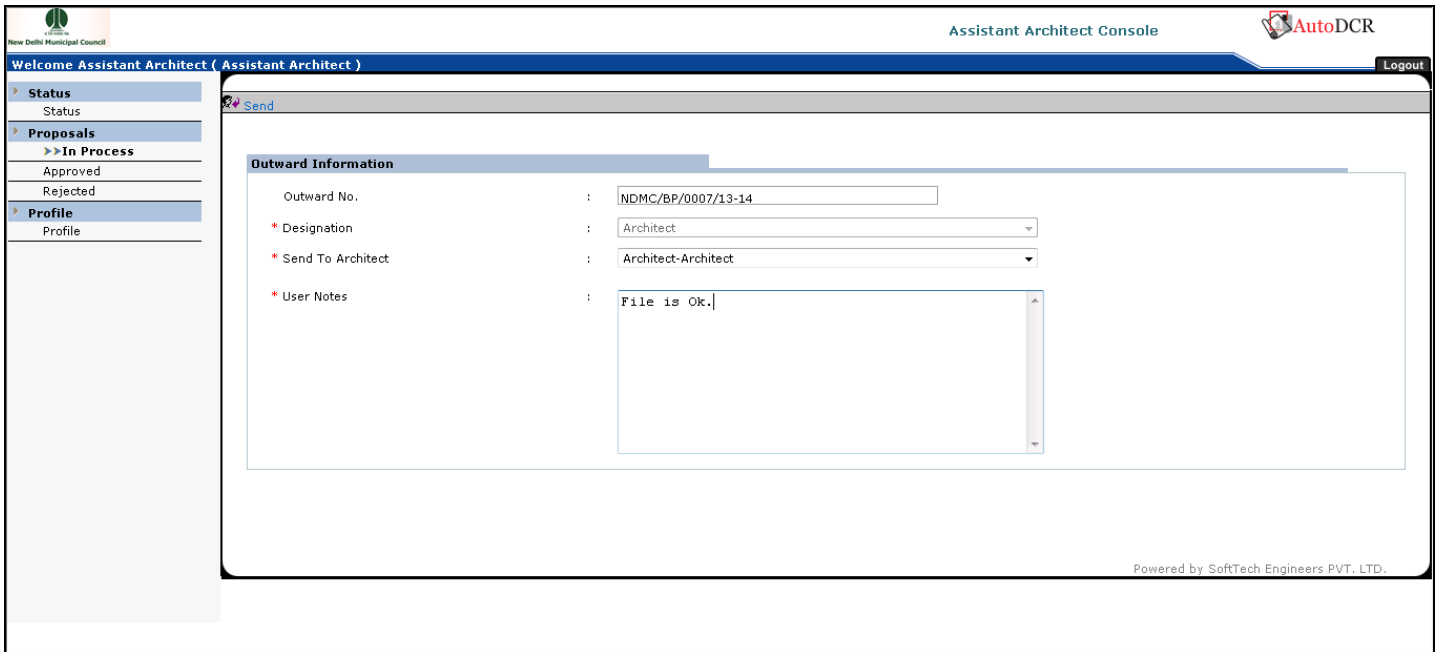 New Delhi Municipal Council
Assistant Architect Console
AutoDCR
Welcome Assistant Architect ( Assistant Architect )
Logout
Status
Status
Proposals
>>In Process
Approved
Rejected
Profile
Profile
Send
Outward Information
Outward No. : NDMC/BP/0007/13-14
* Designation : Architect
* Send To Architect : Architect-Architect
* User Notes : File is Ok.
Powered by SoftTech Engineers PVT. LTD.